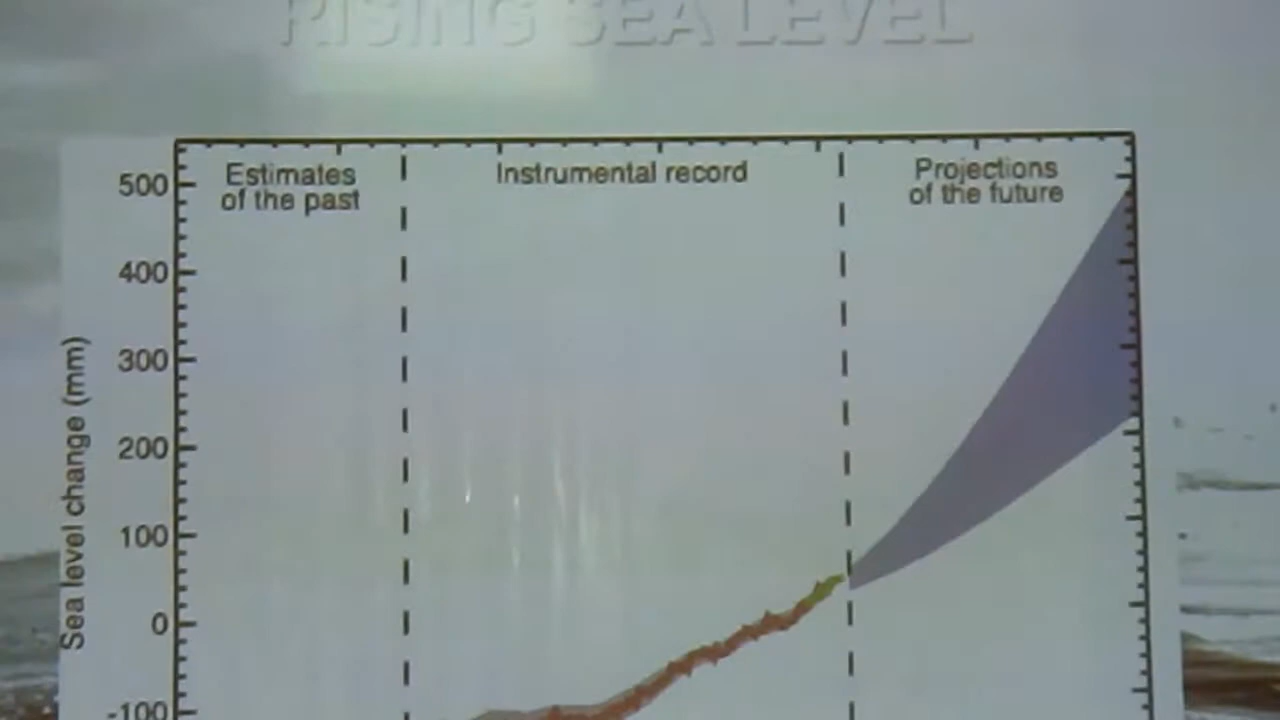 RISING SEA LEVEL
Estimates
of the past
Instrumental record
Projections
of the future
500
400
300
200
100
0
-100
Sea level change (mm)